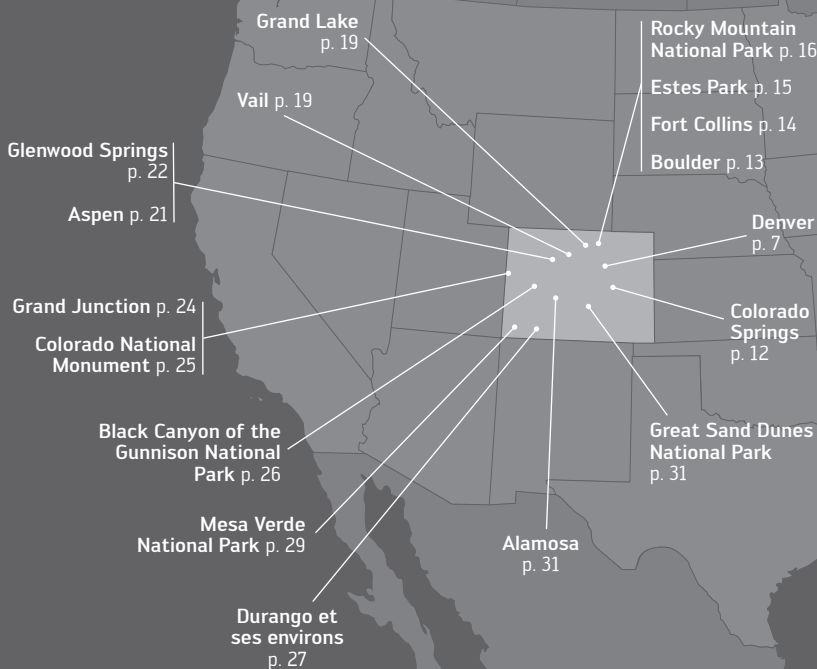 Grand Lake
p. 19
Vail p. 19
Glenwood Springs
p. 22
Aspen p. 21
Grand Junction p. 24
Colorado National
Monument p. 25
Black Canyon of the
Gunnison National
Park p. 26
Mesa Verde
National Park p. 29
Durango et
ses environs
p. 27
Rocky Mountain
National Park p. 16
Estes Park p. 15
Fort Collins p. 14
Boulder p. 13
Denver
p. 7
Colorado
Springs
p. 12
Great Sand Dunes
National Park
p. 31
Alamosa
p. 31